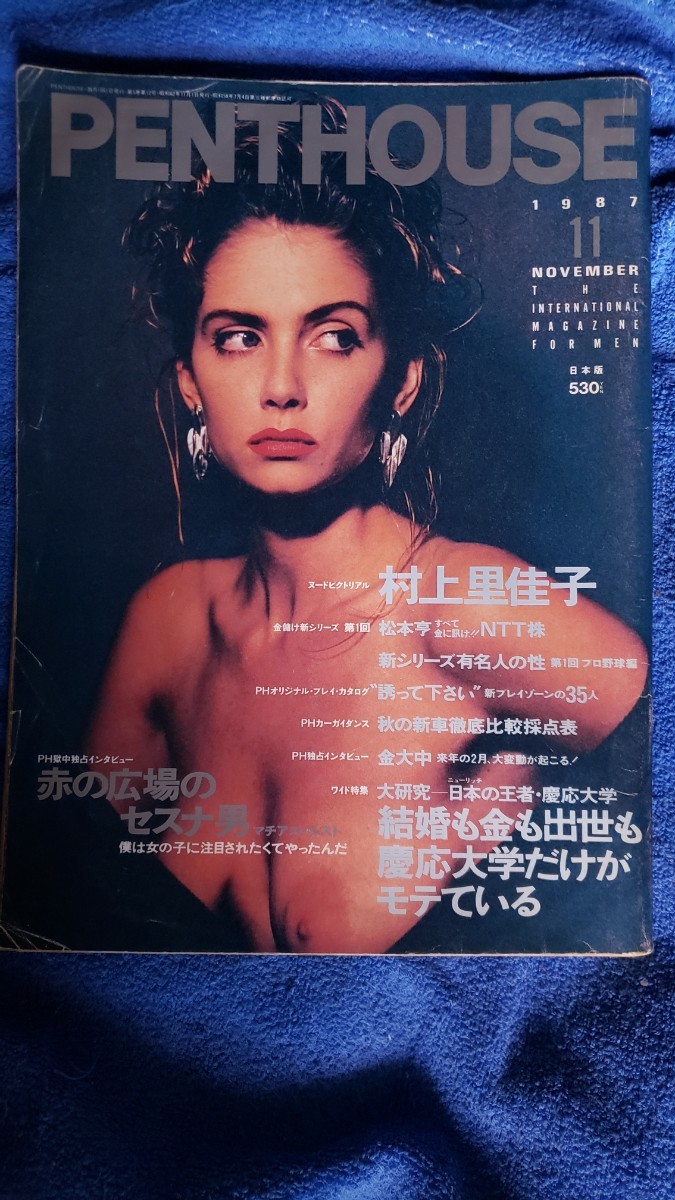 PENTHOUSE
1987
11
NOVEMBER
THE
INTERNATIONAL
MAGAZINE
FOR MEN
日本版
530
ヌードピクトリアル
村上里佳子
金儲け新シリーズ 第1回 松本亨 すべて金に訊け!! NTT株
新シリーズ有名人の性 第1回 プロ野球編
PHオリジナル・プレイ・カタログ “誘って下さい” 新プレイゾーンの35人
PHカーガイダンス 秋の新車徹底比較採点表
PH独占インタビュー 金大中 来年の2月、大変動が起こる!
PH獄中独占インタビュー
赤の広場の
セスナ男
僕は女の子に注目されたくてやったんだ
ワイド特集 大研究―日本の王者・慶応大学
ニューリッチ
結婚も金も出世も
慶応大学だけが
モテている